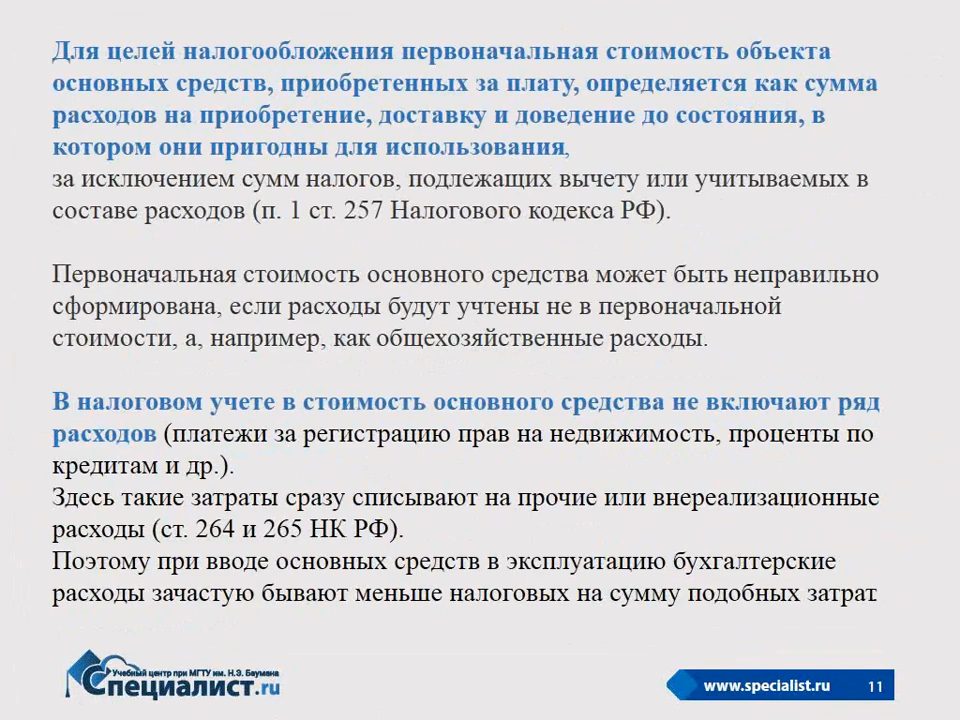 Для целей налогообложения первоначальная стоимость объекта
основных средств, приобретенных за плату, определяется как сумма
расходов на приобретение, доставку и доведение до состояния, в
котором они пригодны для использования,
за исключением сумм налогов, подлежащих вычету или учитываемых в
составе расходов (п. 1 ст. 257 Налогового кодекса РФ).
Первоначальная стоимость основного средства может быть неправильно
сформирована, если расходы будут учтены не в первоначальной
стоимости, а, например, как общехозяйственные расходы.
В налоговом учете в стоимость основного средства не включают ряд
расходов (платежи за регистрацию прав на недвижимость, проценты по
кредитам и др.).
Здесь такие затраты сразу списывают на прочие или внереализационные
расходы (ст. 264 и 265 НК РФ).
Поэтому при вводе основных средств в эксплуатацию бухгалтерские
расходы зачастую бывают меньше налоговых на сумму подобных затрат.
Учебный центр при МГТУ им. Н.Э. Баумана
Специалист.ru
www.specialist.ru 11